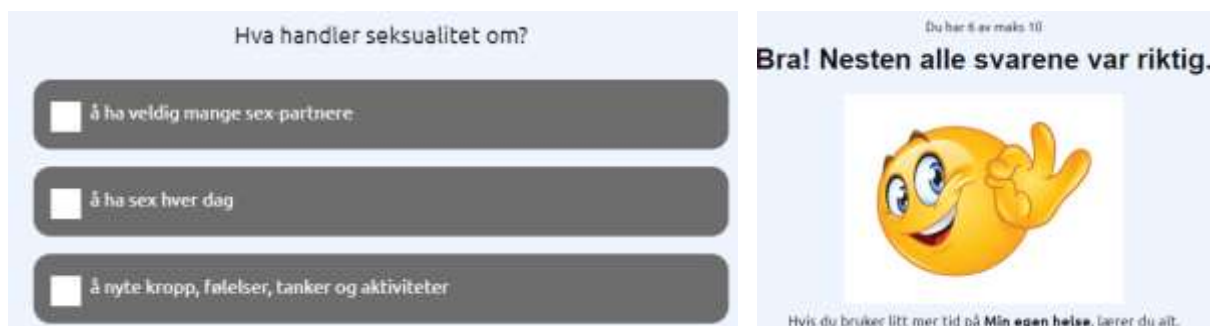 Hva handler seksualitet om?
å ha veldig mange sex-partnere
å ha sex hver dag
å nyte kropp, følelser, tanker og aktiviteter
Du har 6 av maks 10
Bra! Nesten alle svarene var riktig.
Hvis du bruker litt mer tid på Min egen helse, lærer du alt.